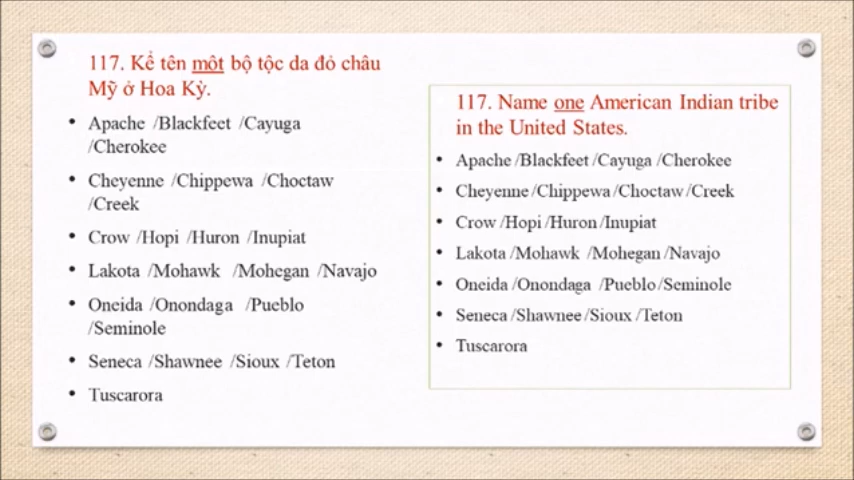 117. Kể tên một bộ tộc da đỏ châu
Mỹ ở Hoa Kỳ.
• Apache /Blackfeet /Cayuga
/Cherokee
• Cheyenne /Chippewa /Choctaw
/Creek
• Crow /Hopi /Huron /Inupiat
• Lakota /Mohawk /Mohegan /Navajo
• Oneida /Onondaga /Pueblo
/Seminole
• Seneca /Shawnee /Sioux /Teton
• Tuscarora
117. Name one American Indian tribe
in the United States.
• Apache /Blackfeet /Cayuga /Cherokee
• Cheyenne /Chippewa /Choctaw /Creek
• Crow /Hopi /Huron /Inupiat
• Lakota /Mohawk /Mohegan /Navajo
• Oneida /Onondaga /Pueblo /Seminole
• Seneca /Shawnee /Sioux /Teton
• Tuscarora